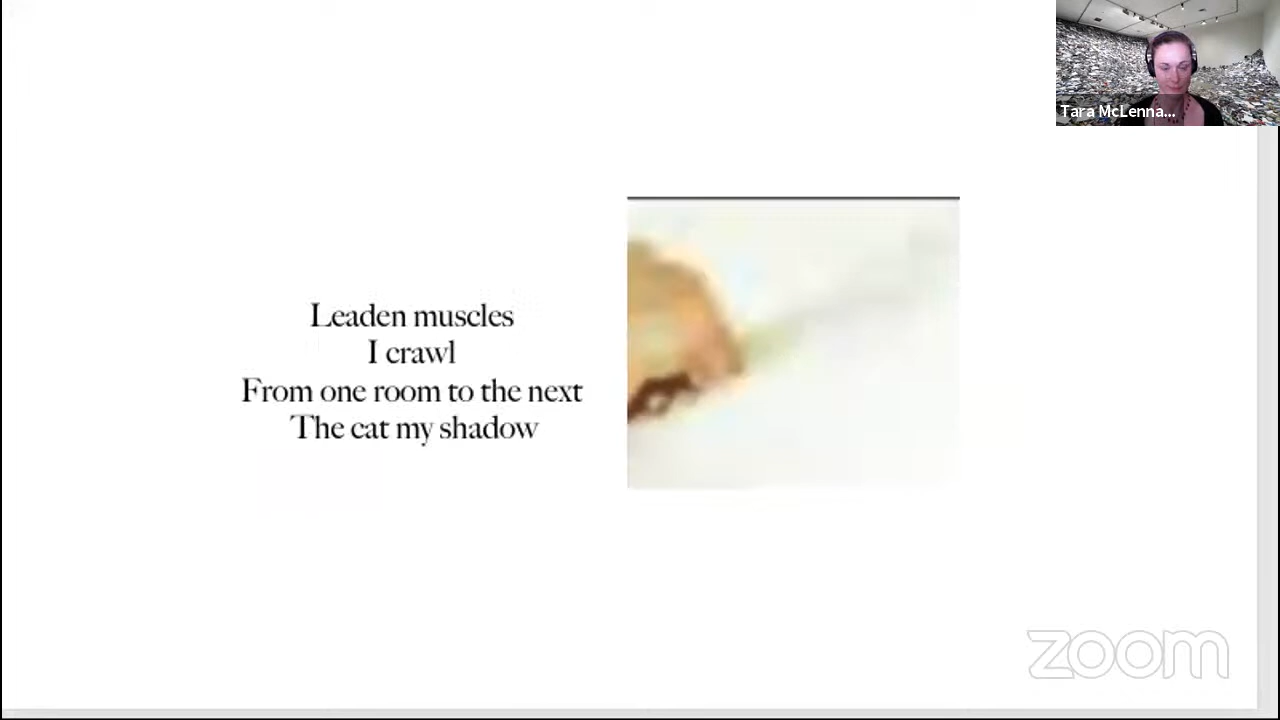 Tara McLenna...
Leaden muscles
I crawl
From one room to the next
The cat my shadow
zoom